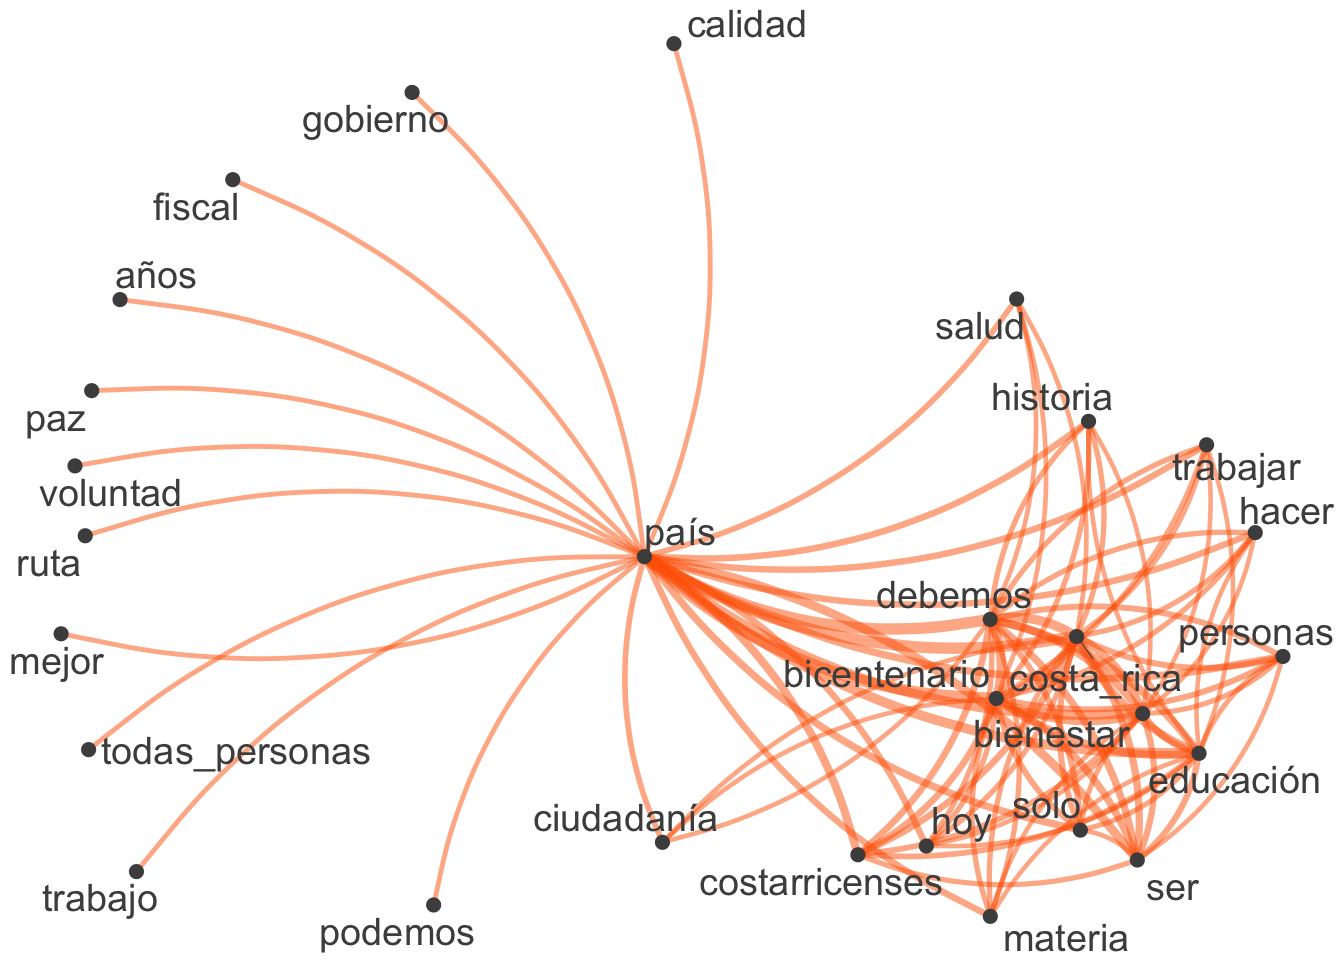 calidad
gobierno
fiscal
años
salud
paz
historia
trabajar
voluntad
hacer
país
ruta
debemos
personas
mejor
bicentenario
costa_rica
bienestar
todas_personas
educación
solo
ciudadanía
hoy
costarricenses
ser
trabajo
podemos
materia